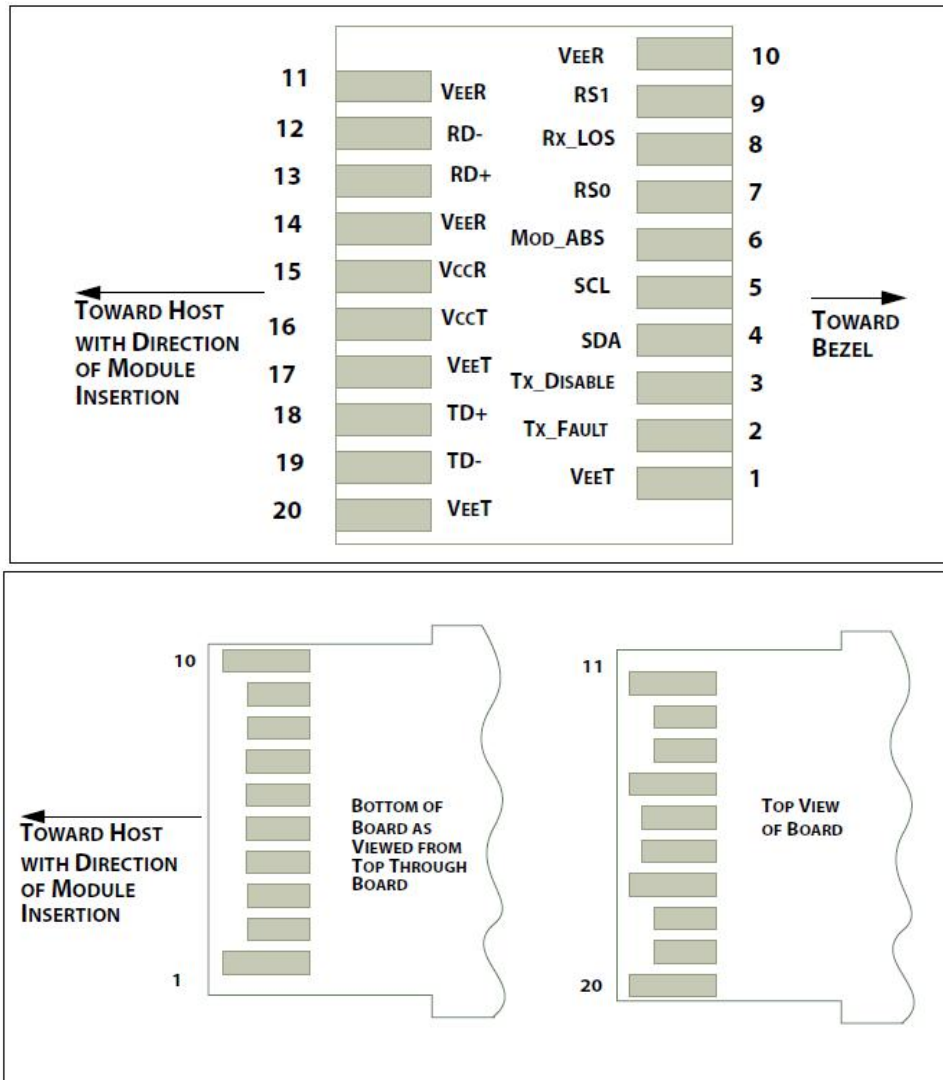 11
12
13
14
15
16
17
18
19
20
VEER
RD-
RD+
VEER
VCCR
VCCT
VEET
TD+
TD-
VEET
VEER
RS1
RX_LOS
RS0
MOD_ABS
SCL
SDA
TX_DISABLE
TX_FAULT
VEET
10
9
8
7
6
5
4
3
2
1
TOWARD HOST
WITH DIRECTION
OF MODULE
INSERTION
TOWARD
BEZEL
10
1
TOWARD HOST
WITH DIRECTION
OF MODULE
INSERTION
BOTTOM OF
BOARD AS
VIEWED FROM
TOP THROUGH
BOARD
11
20
TOP VIEW
OF BOARD